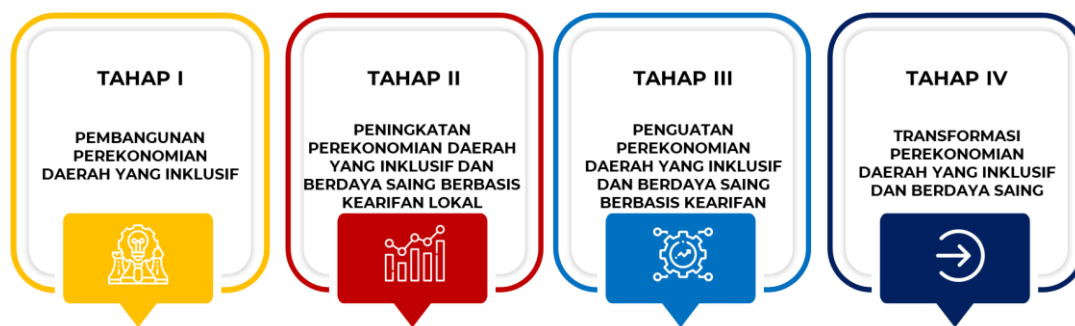 TAHAP I
PEMBANGUNAN
PEREKONOMIAN
DAERAH YANG INKLUSIF
TAHAP II
PENINGKATAN
PEREKONOMIAN DAERAH
YANG INKLUSIF DAN
BERDAYA SAING BERBASIS
KEARIFAN LOKAL
TAHAP III
PENGUATAN
PEREKONOMIAN
DAERAH YANG INKLUSIF
DAN BERDAYA SAING
BERBASIS KEARIFAN
TAHAP IV
TRANSFORMASI
PEREKONOMIAN
DAERAH YANG INKLUSIF
DAN BERDAYA SAING